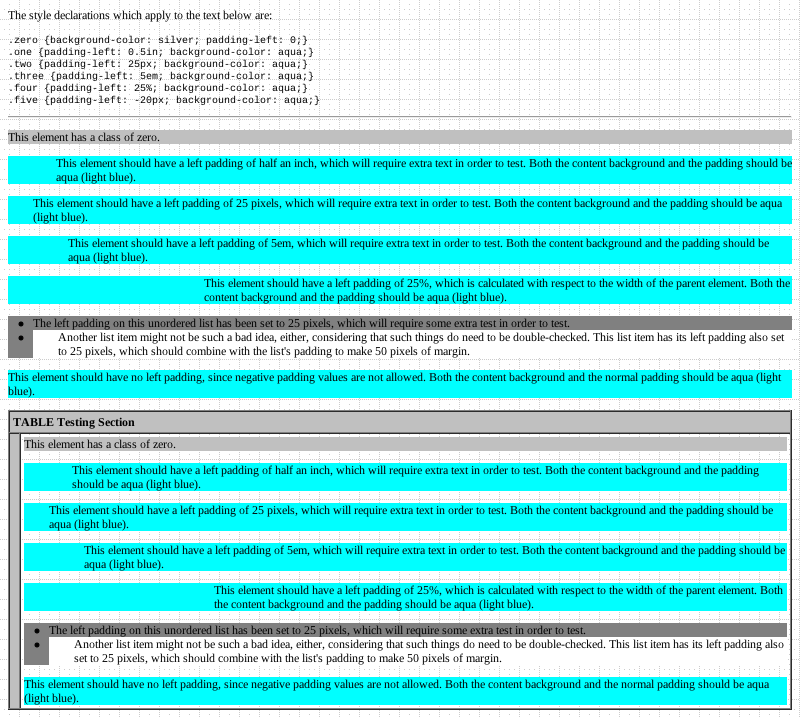 The style declarations which apply to the text below are:
.zero {background-color: silver; padding-left: 0;}
.one {padding-left: 0.5in; background-color: aqua;}
.two {padding-left: 25px; background-color: aqua;}
.three {padding-left: 5em; background-color: aqua;}
.four {padding-left: 25%; background-color: aqua;}
.five {padding-left: -20px; background-color: aqua;}
This element has a class of zero.
This element should have a left padding of half an inch, which will require extra text in order to test. Both the content background and the padding should be
aqua (light blue).
This element should have a left padding of 25 pixels, which will require extra text in order to test. Both the content background and the padding should be aqua
(light blue).
This element should have a left padding of 5em, which will require extra text in order to test. Both the content background and the padding should be
aqua (light blue).
This element should have a left padding of 25%, which is calculated with respect to the width of the parent element. Both the
content background and the padding should be aqua (light blue).
● The left padding on this unordered list has been set to 25 pixels, which will require some extra test in order to test.
● Another list item might not be such a bad idea, either, considering that such things do need to be double-checked. This list item has its left padding also set
to 25 pixels, which should combine with the list's padding to make 50 pixels of margin.
This element should have no left padding, since negative padding values are not allowed. Both the content background and the normal padding should be aqua (light
blue).
TABLE Testing Section
This element has a class of zero.
This element should have a left padding of half an inch, which will require extra text in order to test. Both the content background and the padding
should be aqua (light blue).
This element should have a left padding of 25 pixels, which will require extra text in order to test. Both the content background and the padding should be
aqua (light blue).
This element should have a left padding of 5em, which will require extra text in order to test. Both the content background and the padding should be
aqua (light blue).
This element should have a left padding of 25%, which is calculated with respect to the width of the parent element. Both
the content background and the padding should be aqua (light blue).
● The left padding on this unordered list has been set to 25 pixels, which will require some extra test in order to test.
● Another list item might not be such a bad idea, either, considering that such things do need to be double-checked. This list item has its left padding also
set to 25 pixels, which should combine with the list's padding to make 50 pixels of margin.
This element should have no left padding, since negative padding values are not allowed. Both the content background and the normal padding should be aqua
(light blue).